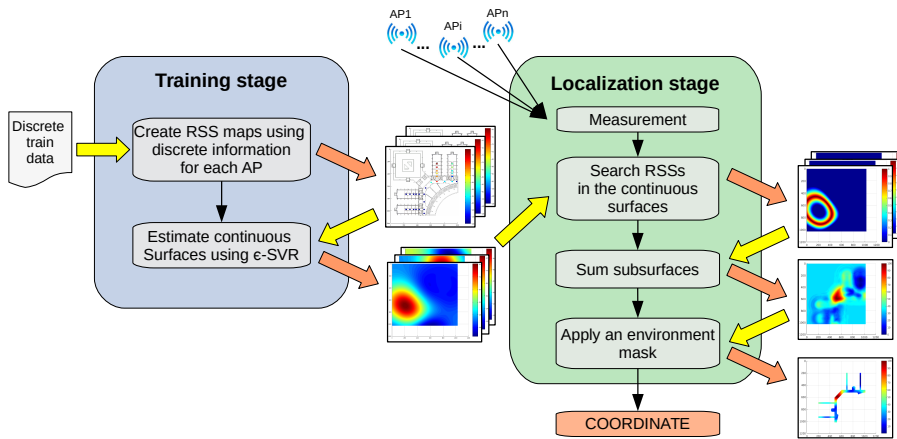 AP1
...
APi
...
APn
Training stage
Localization stage
Discrete
train
data
Create RSS maps using
discrete information
for each AP
Estimate continuous
Surfaces using ϵ-SVR
Measurement
Search RSSs
in the continuous
surfaces
Sum subsurfaces
Apply an environment
mask
COORDINATE